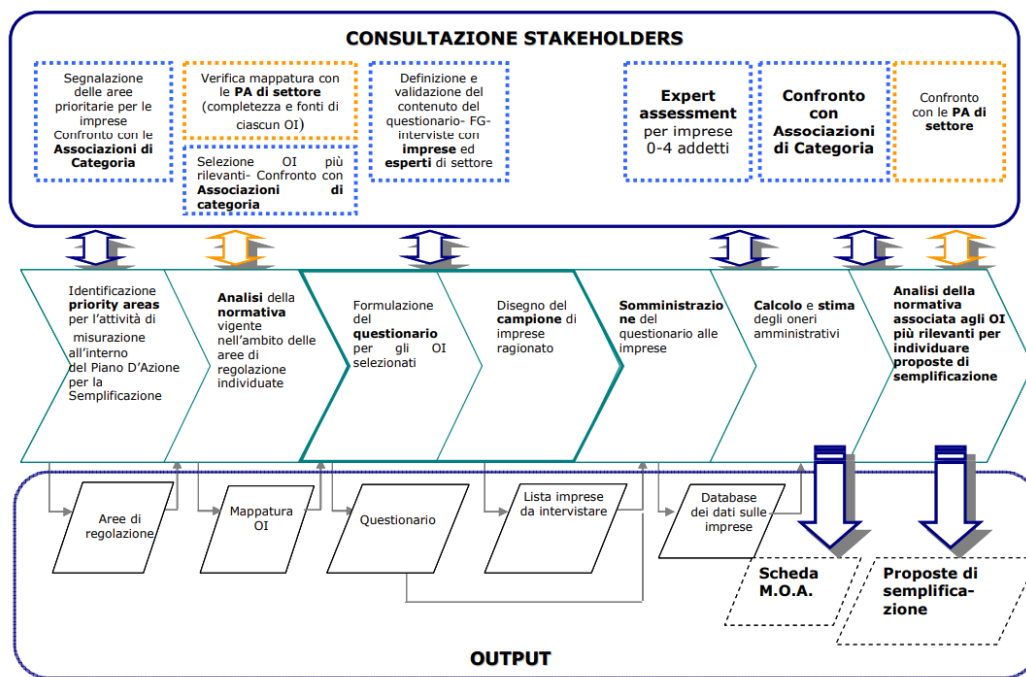 CONSULTAZIONE STAKEHOLDERS
Segnalazione
delle aree
prioritarie per le
imprese
Confronto con le
Associazioni di
Categoria
Verifica mappatura con
le PA di settore
(completezza e fonti di
ciascun OI)
Selezione OI più
rilevanti- Confronto con
Associazioni di
categoria
Definizione e
validazione del
contenuto del
questionario- FG-
interviste con
imprese ed
esperti di settore
Expert
assessment
per imprese
0-4 addetti
Confronto
con
Associazioni
di Categoria
Confronto
con le PA di
settore
Identificazione
priority areas
per l'attività di
misurazione
all'interno
del Piano D'Azione
per la
Semplificazione
Analisi della
normativa
vigente
nell'ambito delle
aree di
regolazione
individuate
Formulazione
del
questionario
per gli OI
selezionati
Disegno del
campione di
imprese
ragionato
Somministrazio
ne del
questionario alle
imprese
Calcolo e stima
degli oneri
amministrativi
Analisi della
normativa
associata agli OI
più rilevanti per
individuare
proposte di
semplificazione
Aree di
regolazione
Mappatura
OI
Questionario
Lista imprese
da intervistare
Database
dei dati sulle
imprese
Scheda
M.O.A.
Proposte di
semplifica-
zione
OUTPUT